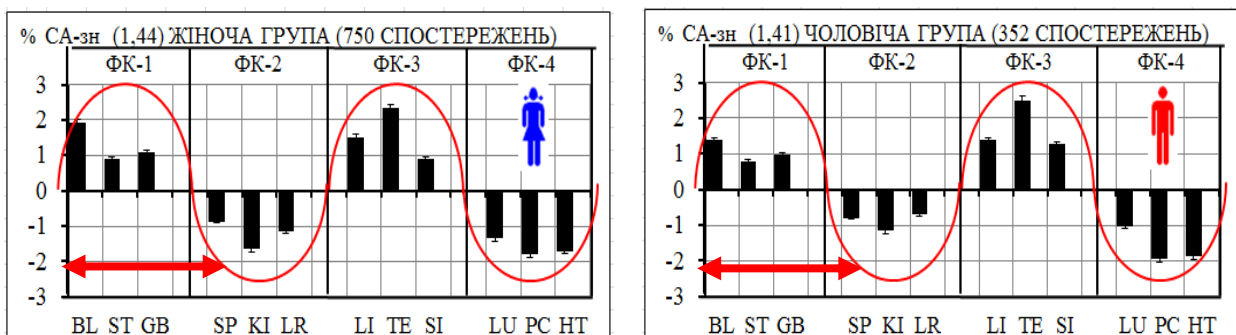 % СА-зн (1,44) ЖІНОЧА ГРУПА (750 СПОСТЕРЕЖЕНЬ)
ФК-1 ФК-2 ФК-3 ФК-4
3
2
1
0
-1
-2
-3
BL ST GB SP KI LR LI TE SI LU PC HT
% СА-зн (1,41) ЧОЛОВІЧА ГРУПА (352 СПОСТЕРЕЖЕНЬ)
ФК-1 ФК-2 ФК-3 ФК-4
3
2
1
0
-1
-2
-3
BL ST GB SP KI LR LI TE SI LU PC HT